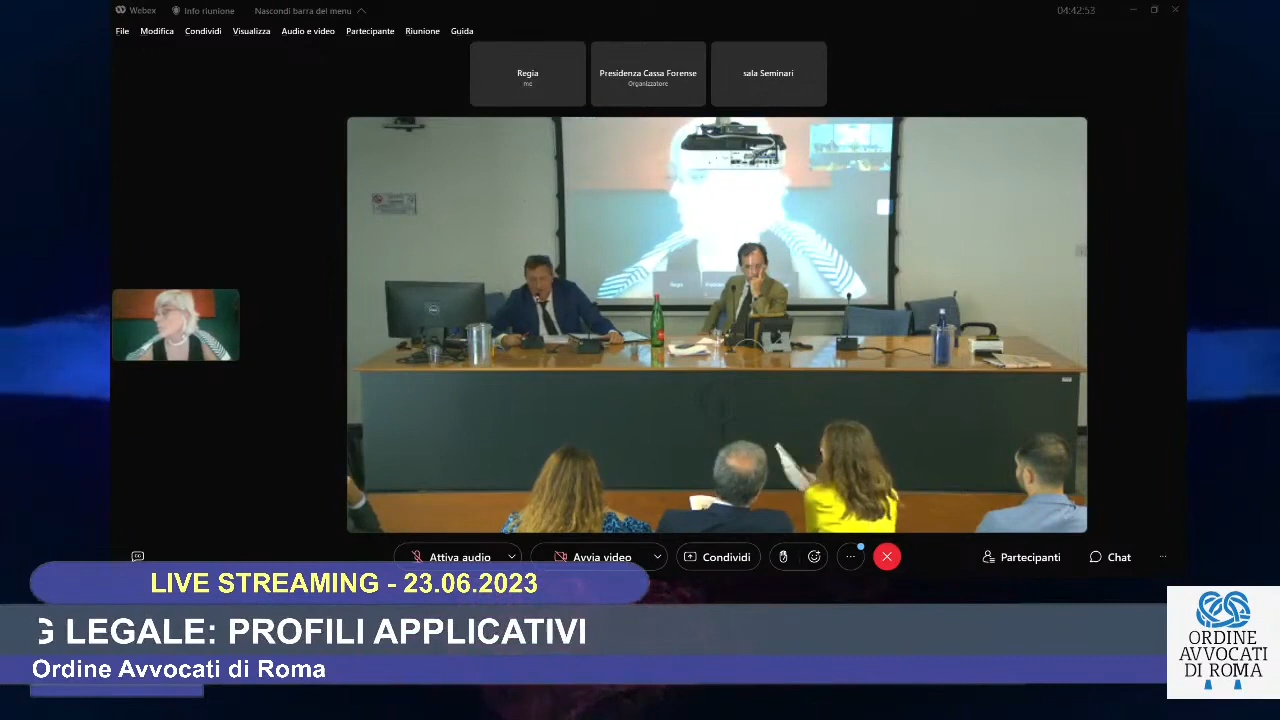 Webex
Info riunione
Nascondi barra del menu
04:42:53
File
Modifica
Condividi
Visualizza
Audio e video
Partecipante
Riunione
Guida
Regia
me
Presidenza Cassa Forense
Organizzatore
sala Seminari
Attiva audio
Avvia video
Condividi
Partecipanti
Chat
LIVE STREAMING - 23.06.2023
G LEGALE: PROFILI APPLICATIVI
Ordine Avvocati di Roma
ORDINE
AVVOCATI
DI ROMA